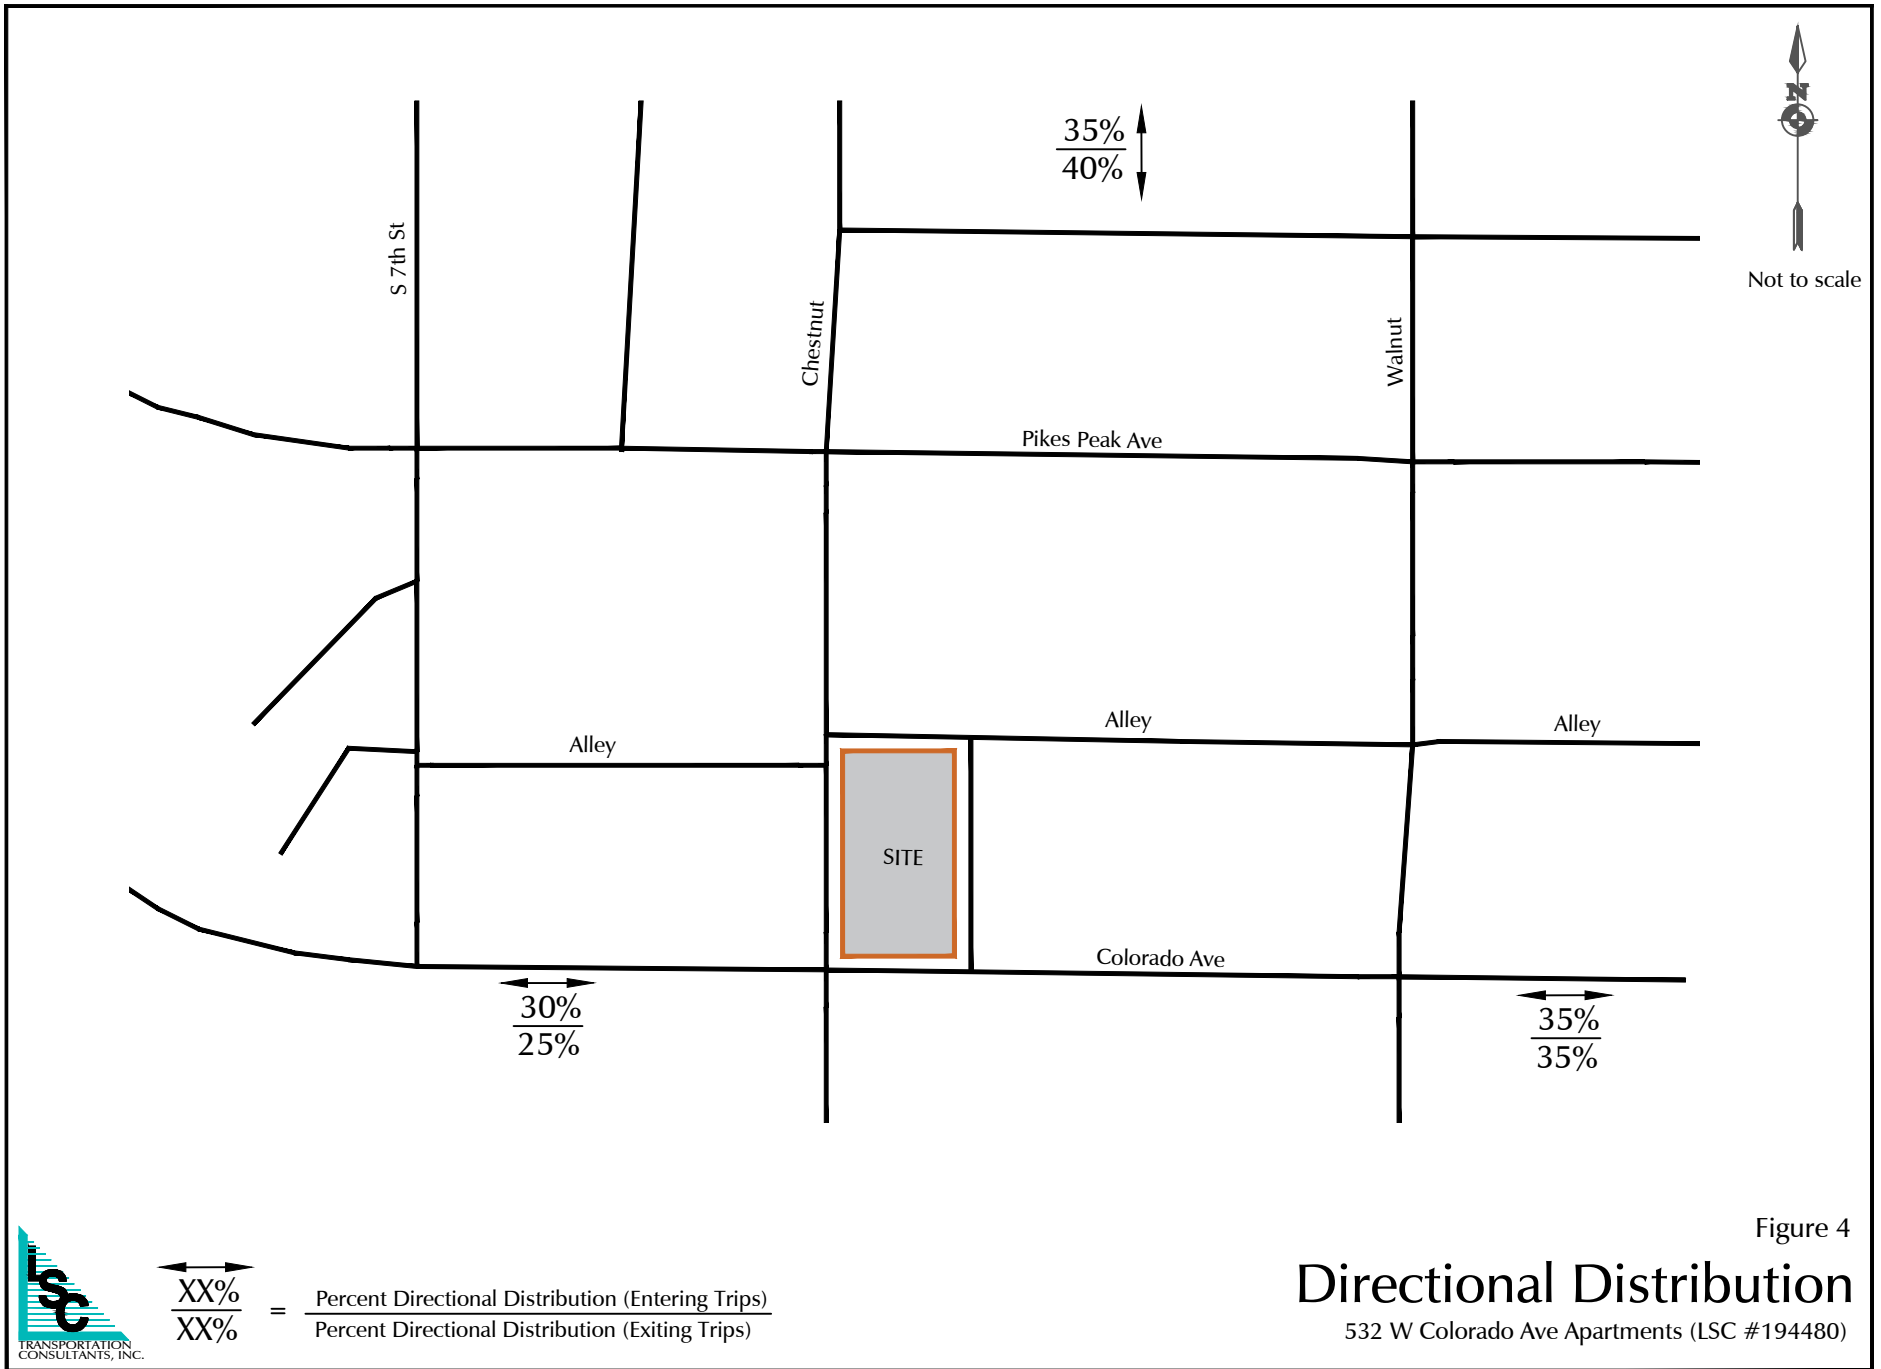 35%
40%
N
Not to scale
S 7th St
Chestnut
Walnut
Pikes Peak Ave
Alley
Alley
Alley
SITE
Colorado Ave
30%
25%
35%
35%
Figure 4
Directional Distribution
532 W Colorado Ave Apartments (LSC #194480)
LSC
TRANSPORTATION
CONSULTANTS, INC.
XX%
XX%
=
Percent Directional Distribution (Entering Trips)
Percent Directional Distribution (Exiting Trips)